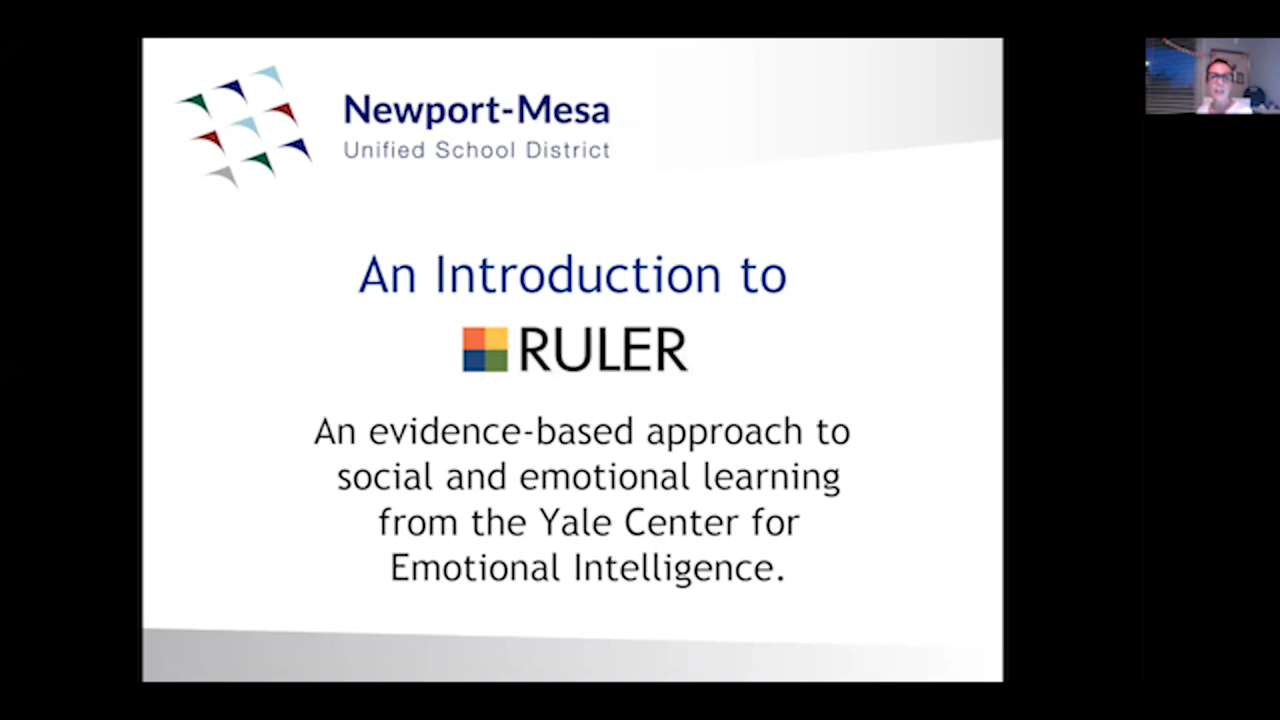 Newport-Mesa
Unified School District
An Introduction to
RULER
An evidence-based approach to
social and emotional learning
from the Yale Center for
Emotional Intelligence.